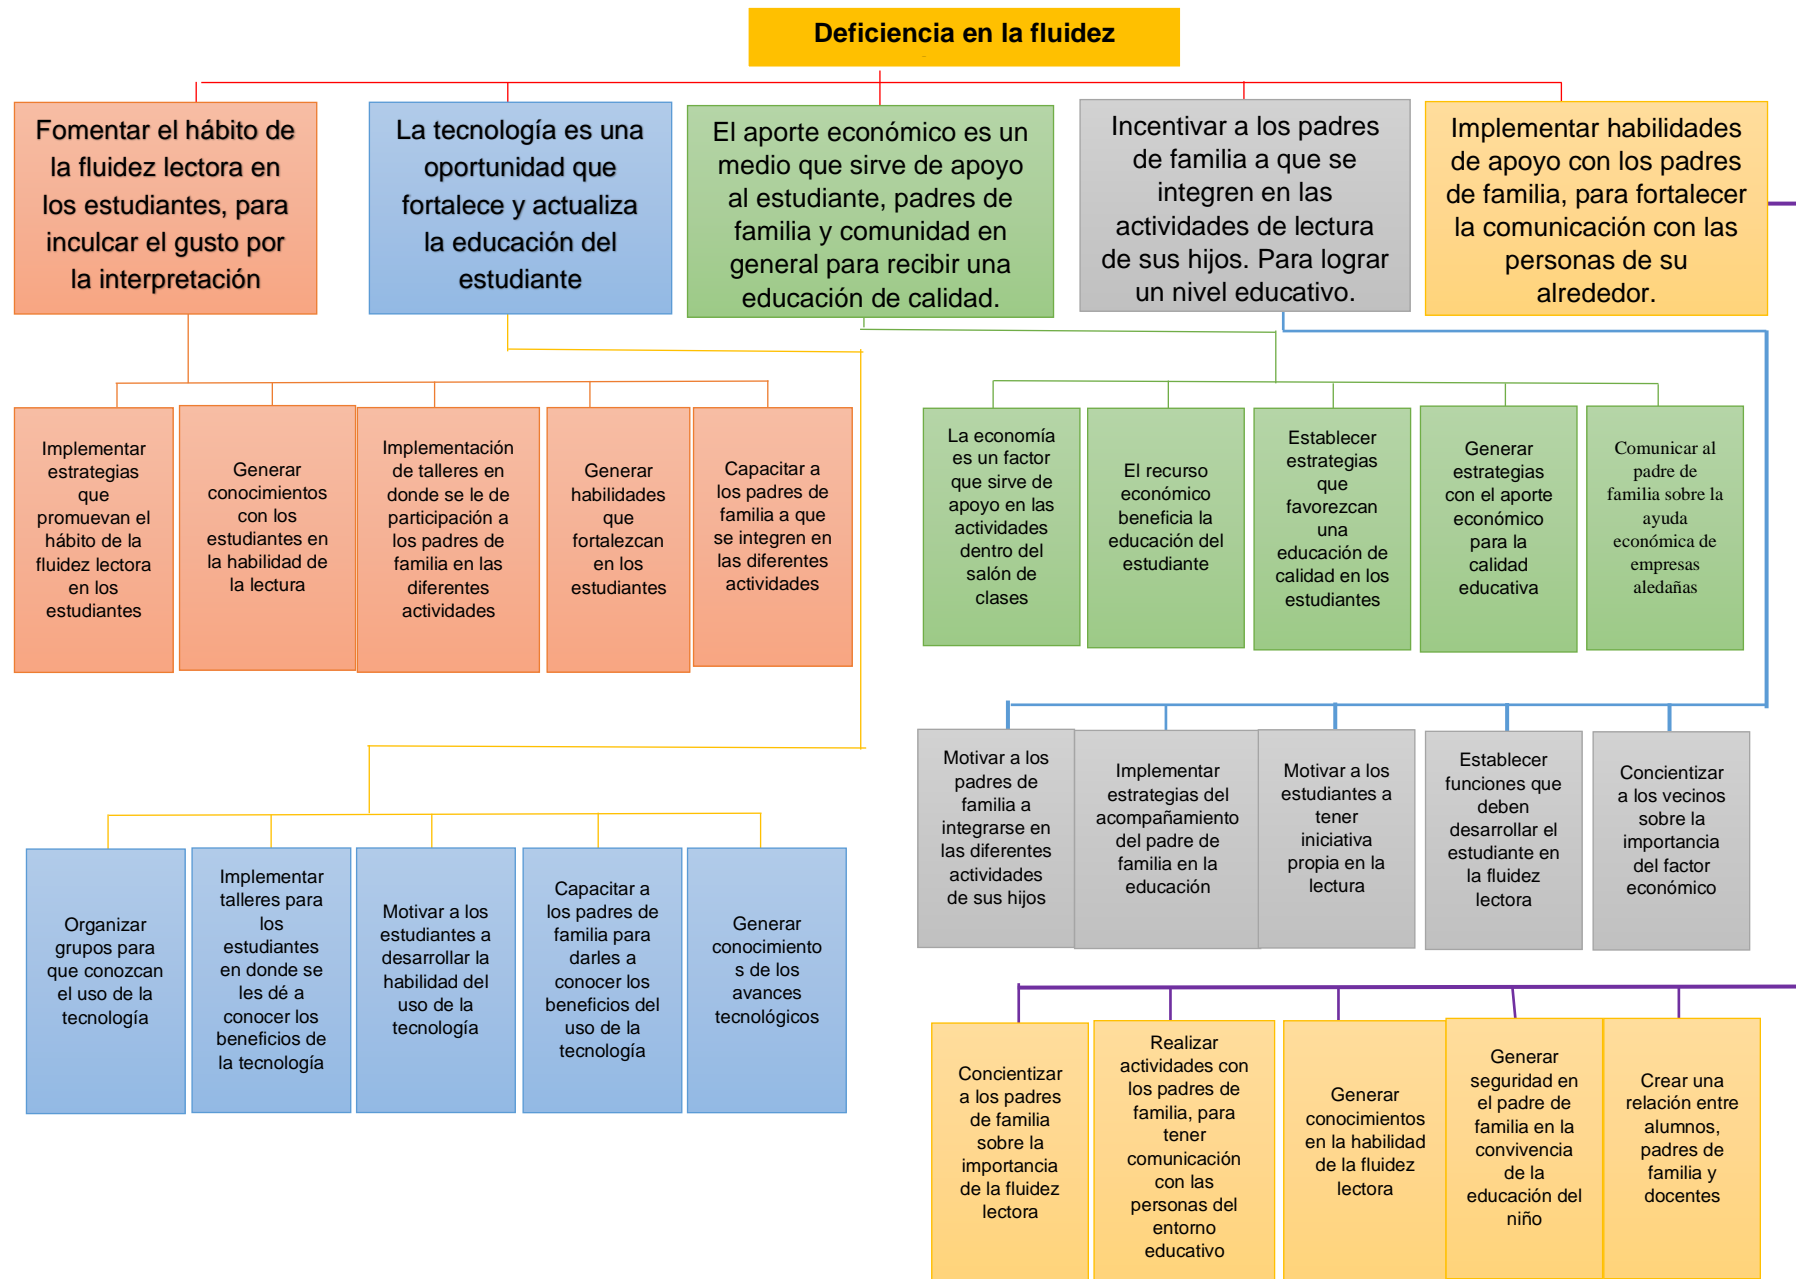 Deficiencia en la fluidez
Fomentar el hábito de
la fluidez lectora en
los estudiantes, para
inculcar el gusto por
la interpretación
La tecnología es una
oportunidad que
fortalece y actualiza
la educación del
estudiante
El aporte económico es un
medio que sirve de apoyo
al estudiante, padres de
familia y comunidad en
general para recibir una
educación de calidad.
Incentivar a los padres
de familia a que se
integren en las
actividades de lectura
de sus hijos. Para lograr
un nivel educativo.
Implementar habilidades
de apoyo con los padres
de familia, para fortalecer
la comunicación con las
personas de su
alrededor.
Implementar
estrategias
que
promuevan el
hábito de la
fluidez lectora
en los
estudiantes
Generar
conocimientos
con los
estudiantes en
la habilidad de
la lectura
Implementación
de talleres en
donde se le de
participación a
los padres de
familia en las
diferentes
actividades
Generar
habilidades
que
fortalezcan
en los
estudiantes
Capacitar a
los padres de
familia a que
se integren en
las diferentes
actividades
La economía
es un factor
que sirve de
apoyo en las
actividades
dentro del
salón de
clases
El recurso
económico
beneficia la
educación del
estudiante
Establecer
estrategias
que
favorezcan
una
educación de
calidad en los
estudiantes
Generar
estrategias
con el aporte
económico
para la
calidad
educativa
Comunicar al
padre de
familia sobre la
ayuda
económica de
empresas
aledañas
Motivar a los
padres de
familia a
integrarse en
las diferentes
actividades
de sus hijos
Implementar
estrategias del
acompañamiento
del padre de
familia en la
educación
Motivar a los
estudiantes a
tener
iniciativa
propia en la
lectura
Establecer
funciones que
deben
desarrollar el
estudiante en
la fluidez
lectora
Concientizar
a los vecinos
sobre la
importancia
del factor
económico
Organizar
grupos para
que conozcan
el uso de la
tecnología
Implementar
talleres para
los
estudiantes
en donde se
les dé a
conocer los
beneficios de
la tecnología
Motivar a los
estudiantes a
desarrollar la
habilidad del
uso de la
tecnología
Capacitar a
los padres de
familia para
darles a
conocer los
beneficios del
uso de la
tecnología
Generar
conocimiento
s de los
avances
tecnológicos
Concientizar
a los padres
de familia
sobre la
importancia
de la fluidez
lectora
Realizar
actividades con
los padres de
familia, para
tener
comunicación
con las
personas del
entorno
educativo
Generar
conocimientos
en la habilidad
de la fluidez
lectora
Generar
seguridad en
el padre de
familia en la
convivencia
de la
educación del
niño
Crear una
relación entre
alumnos,
padres de
familia y
docentes